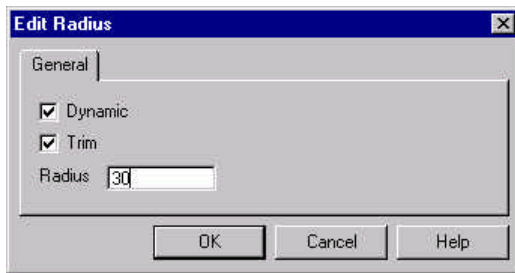 Edit Radius
General
Dynamic
Trim
Radius 30
OK Cancel Help